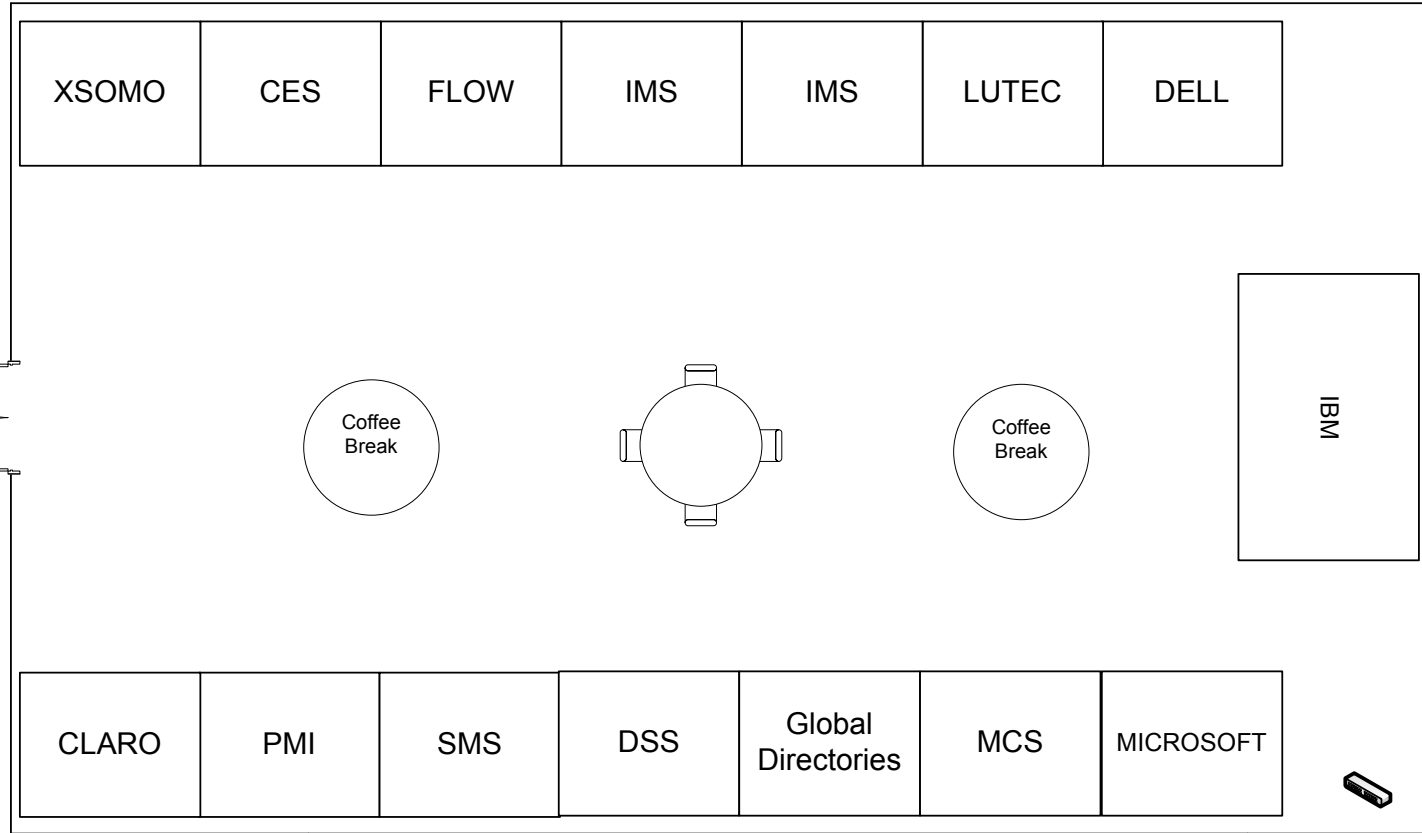 XSOMO
CES
FLOW
IMS
IMS
LUTEC
DELL
Coffee
Break
Coffee
Break
IBM
CLARO
PMI
SMS
DSS
Global
Directories
MCS
MICROSOFT